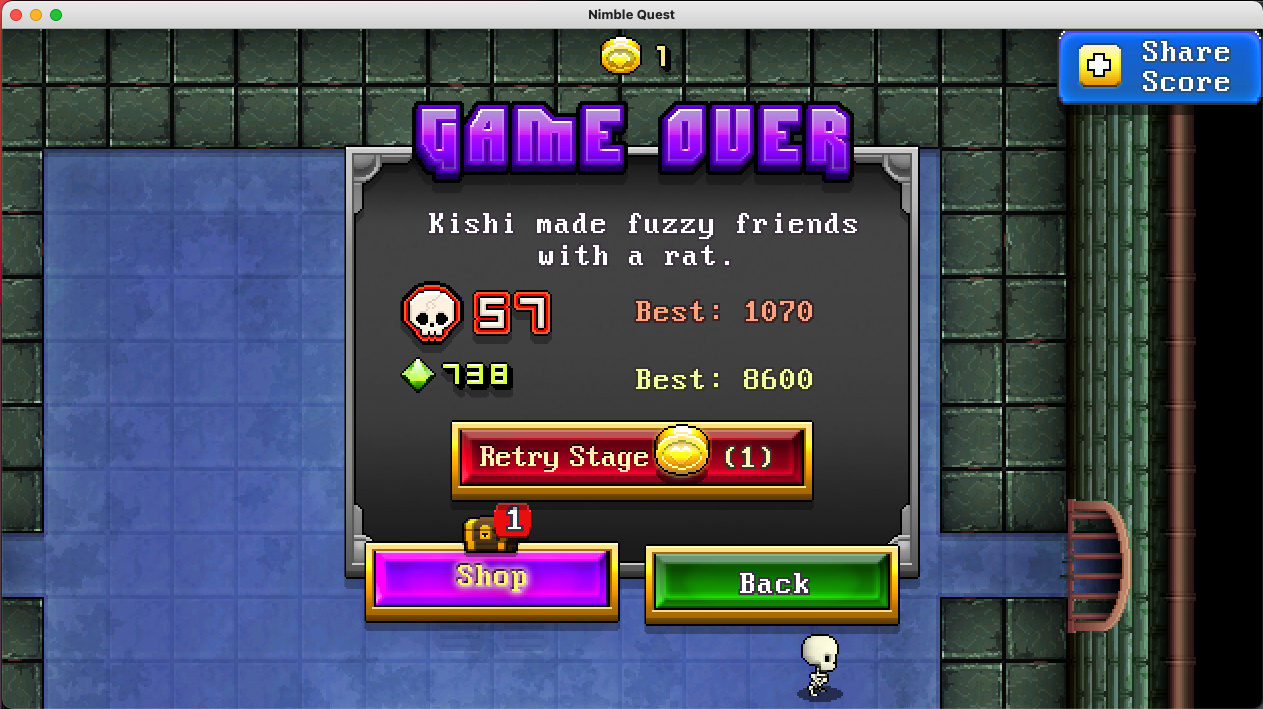 Nimble Quest
1
Share
Score
GAME OVER
Kishi made fuzzy friends
with a rat.
57
Best: 1070
738
Best: 8600
Retry Stage (1)
1
Shop
Back